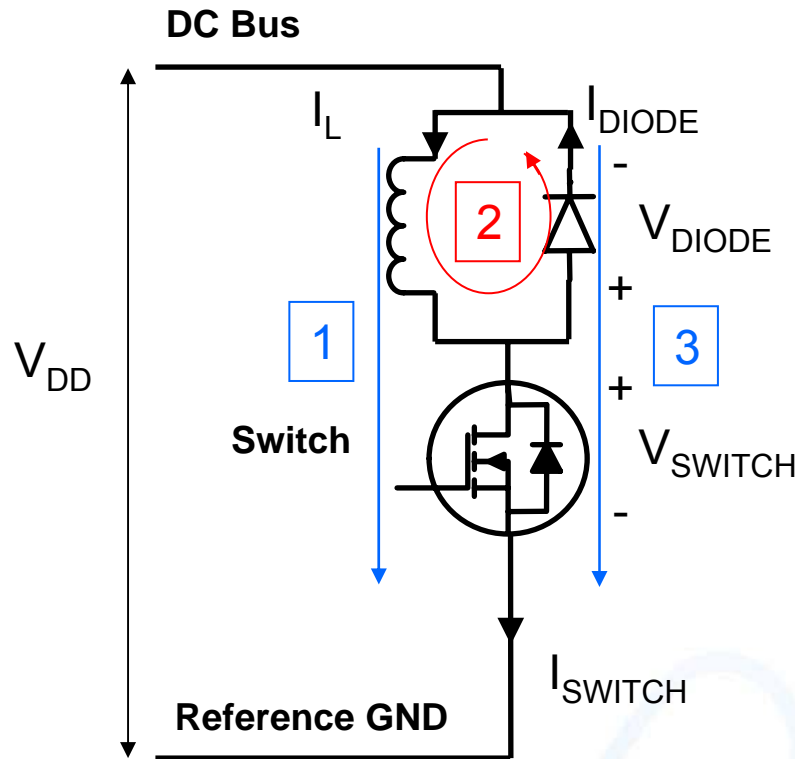 DC Bus
I_L
I_DIODE
-
2
V_DIODE
+
1
3
V_DD
+
Switch
V_SWITCH
-
I_SWITCH
Reference GND